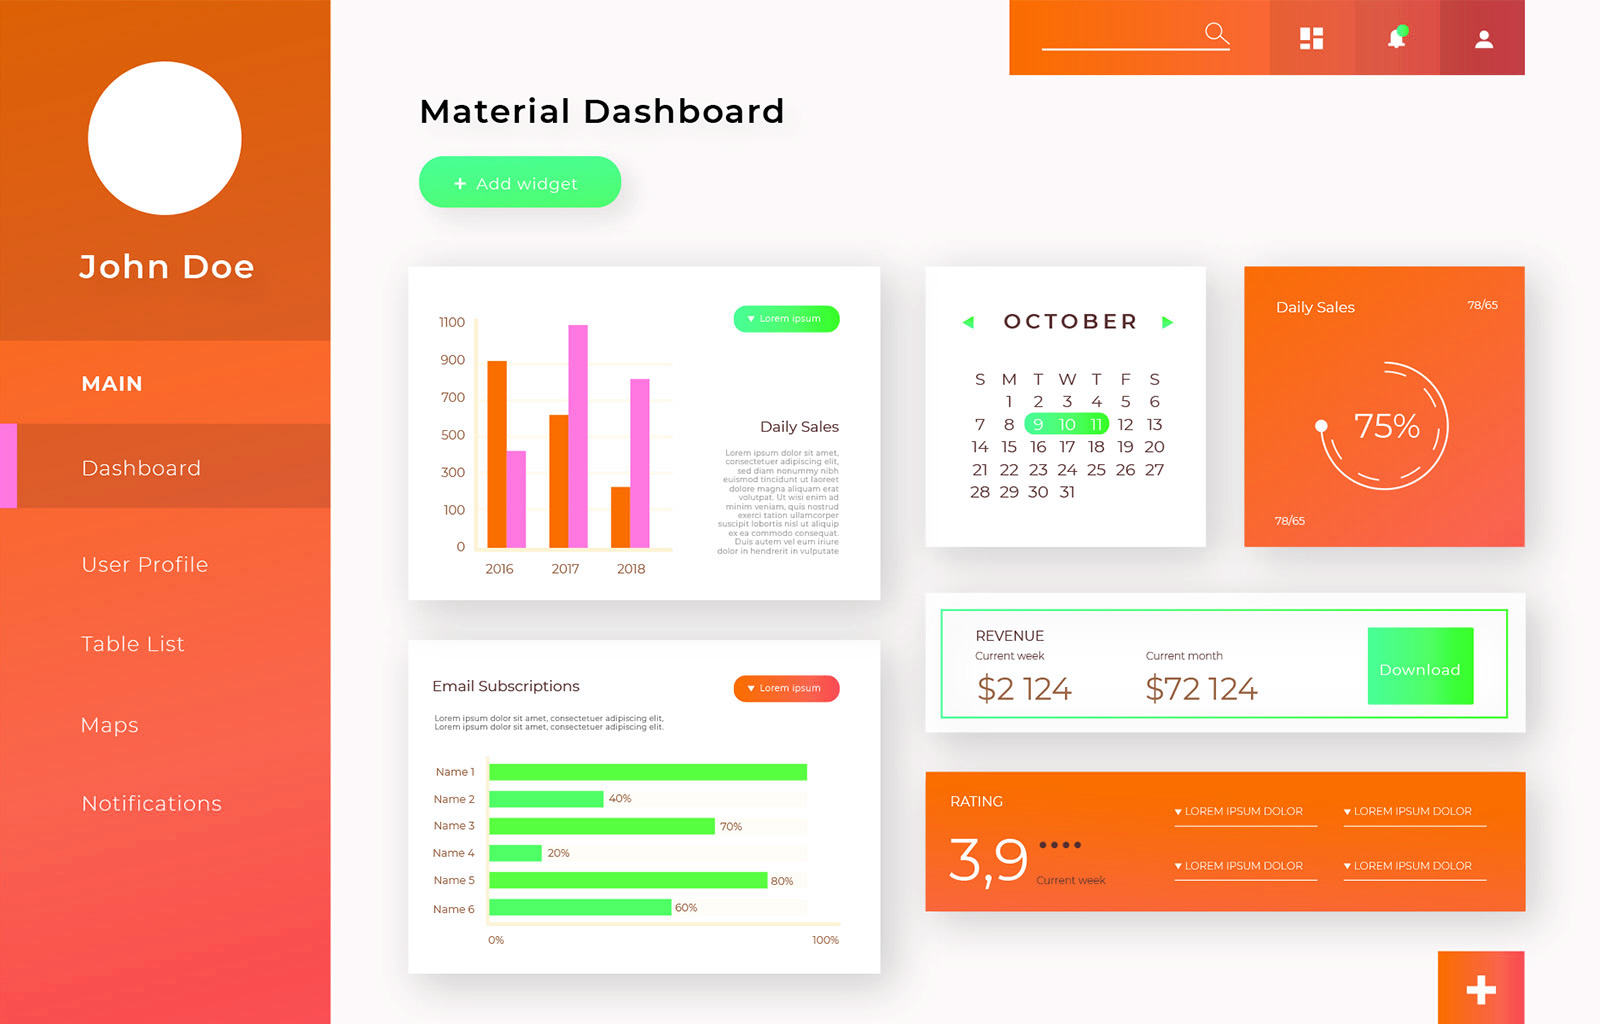 John Doe
MAIN
Dashboard
User Profile
Table List
Maps
Notifications
Material Dashboard
+ Add widget
1100
900
700
500
300
100
0
2016 2017 2018
Lorem ipsum
Daily Sales
Lorem ipsum dolor sit amet,
consectetuer adipiscing elit,
sed diam nonummy nibh
euismod tincidunt ut laoreet
dolore magna aliquam erat
volutpat. Ut wisi enim ad
minim veniam, quis nostrud
exerci tation ullamcorper
suscipit lobortis nisl ut aliquip
ex ea commodo consequat.
Duis autem vel eum iriure
dolor in hendrerit in vulputate
OCTOBER
S M T W T F S
1 2 3 4 5 6
7 8 9 10 11 12 13
14 15 16 17 18 19 20
21 22 23 24 25 26 27
28 29 30 31
Daily Sales
78/65
75%
78/65
Email Subscriptions
Lorem ipsum
Lorem ipsum dolor sit amet, consectetuer adipiscing elit,
Lorem ipsum dolor sit amet, consectetuer adipiscing elit.
Name 1
Name 2 40%
Name 3 70%
Name 4 20%
Name 5 80%
Name 6 60%
0% 100%
REVENUE
Current week
$2 124
Current month
$72 124
Download
RATING
3,9
Current week
LOREM IPSUM DOLOR
LOREM IPSUM DOLOR
LOREM IPSUM DOLOR
LOREM IPSUM DOLOR